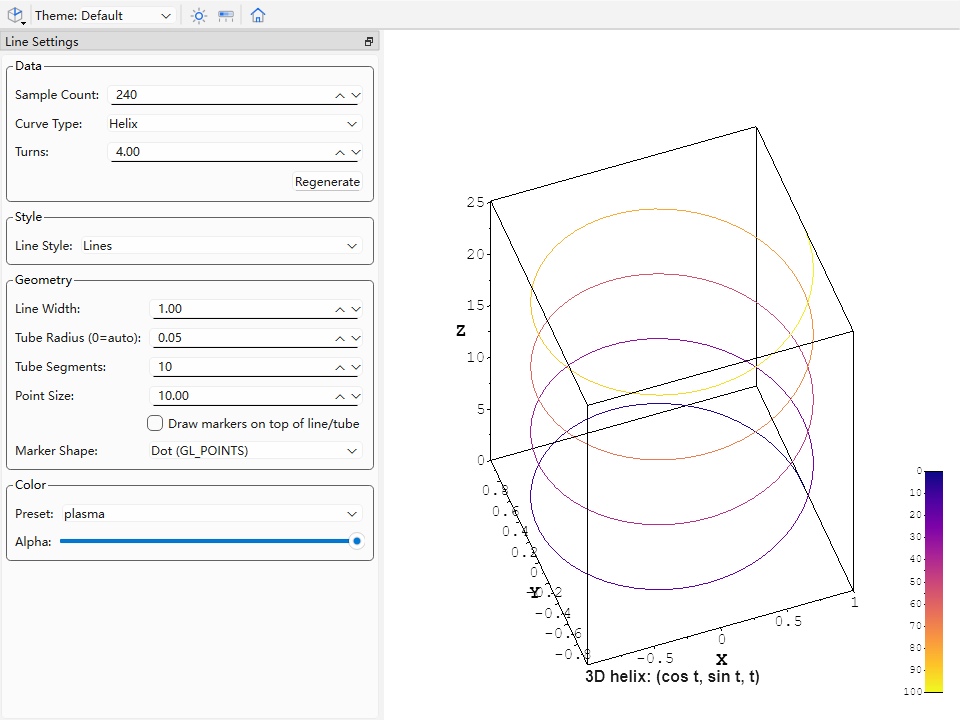 Theme: Default
Line Settings
Data
Sample Count: 240
Curve Type: Helix
Turns: 4.00
Regenerate
Style
Line Style: Lines
Geometry
Line Width: 1.00
Tube Radius (0=auto): 0.05
Tube Segments: 10
Point Size: 10.00
Draw markers on top of line/tube
Marker Shape: Dot (GL_POINTS)
Color
Preset: plasma
Alpha:
25
20
15
Z
10
5
0
0.8
0.6
0.4
0.2
0
Y
-0.2
-0.4
-0.6
-0.8
-0.5
0
0.5
1
X
3D helix: (cos t, sin t, t)
0
10
20
30
40
50
60
70
80
90
100